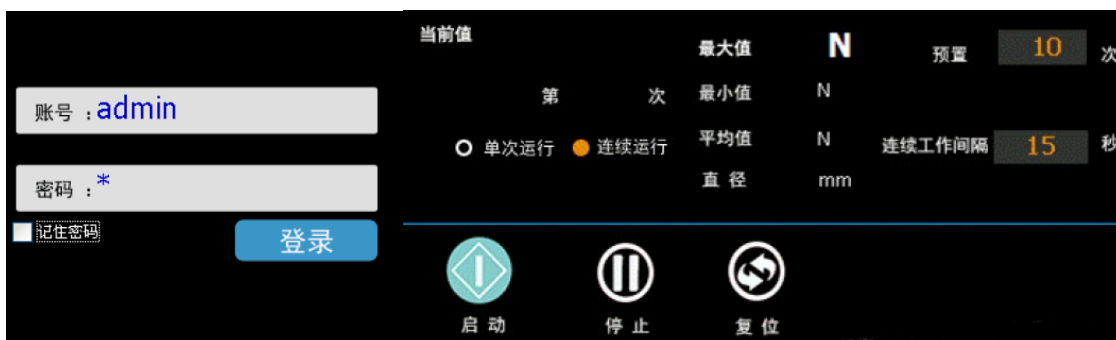 账号 ：admin
密码 ：*
记住密码
登录
当前值
第 次
单次运行 连续运行
最大值 N
最小值 N
平均值 N
直 径 mm
预置 10 次
连续工作间隔 15 秒
启 动
停 止
复 位